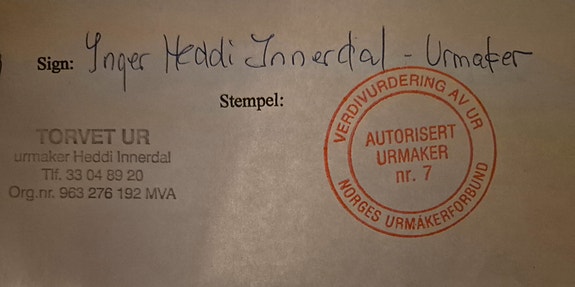 Sign: Inger Heddi Innerdal - Urmaker
Stempel:
TORVET UR
urmaker Heddi Innerdal
Tlf. 33 04 89 20
Org.nr. 963 276 192 MVA
VERDIVURDERING AV UR
AUTORISERT
URMAKER
nr. 7
NORGES URMAKERFORBUND